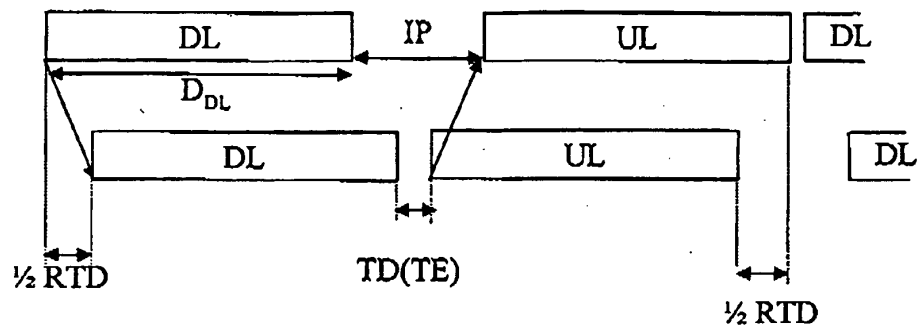 DL IP UL DL
D_DL
DL UL DL
½ RTD TD(TE) ½ RTD